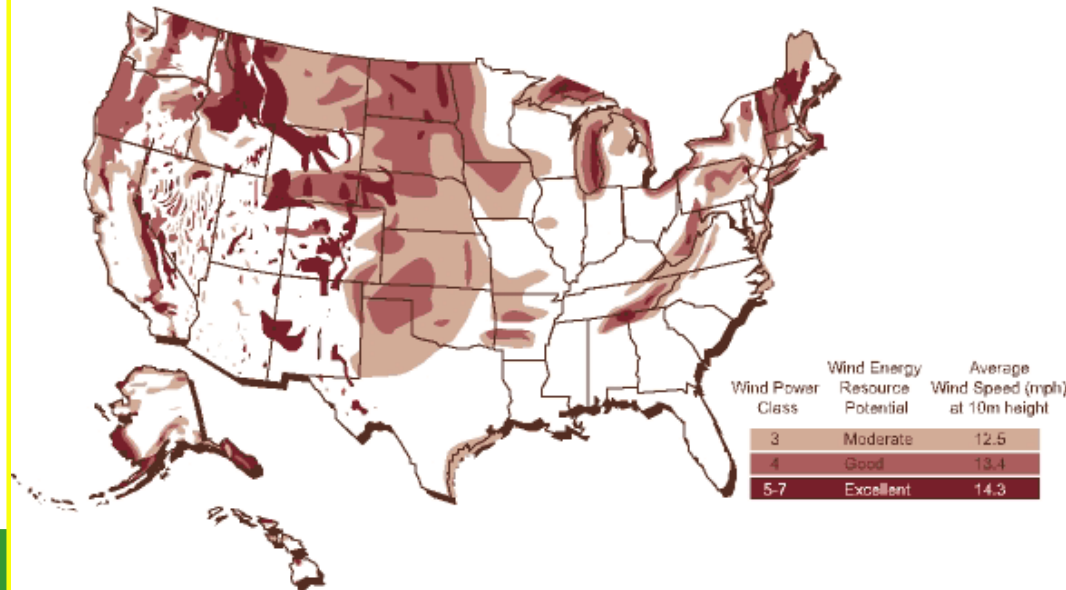 Wind Power Class
Wind Energy Resource Potential
Average Wind Speed (mph) at 10m height
3 Moderate 12.5
4 Good 13.4
5-7 Excellent 14.3